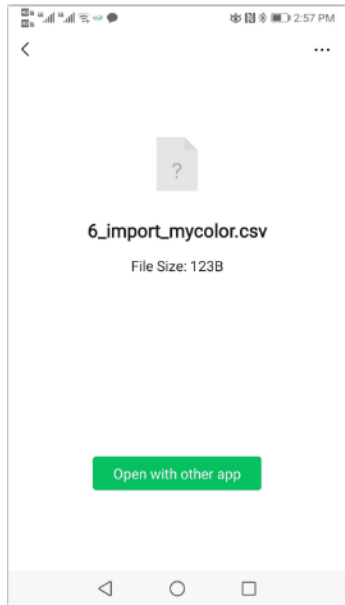 2:57 PM
?
6_import_mycolor.csv
File Size: 123B
Open with other app